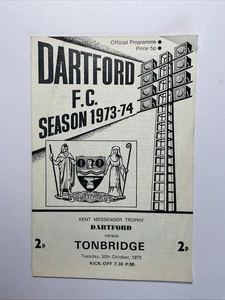 Official Programme ●
Price 5p ●
DARTFORD
F.C.
SEASON 1973-74
KENT MESSENGER TROPHY
DARTFORD
versus
TONBRIDGE
2p
2p
Tuesday, 30th October, 1973
KICK-OFF 7.30 P.M.